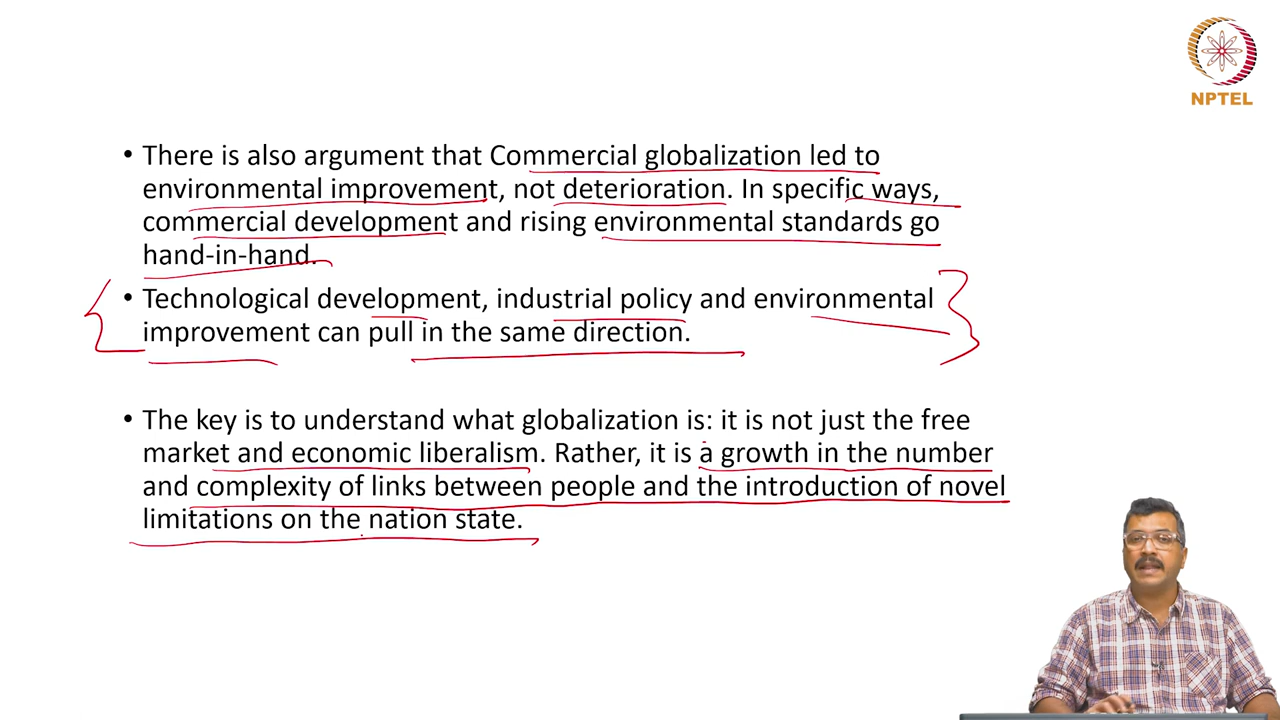 NPTEL
• There is also argument that Commercial globalization led to
environmental improvement, not deterioration. In specific ways,
commercial development and rising environmental standards go
hand-in-hand.
• Technological development, industrial policy and environmental
improvement can pull in the same direction.
• The key is to understand what globalization is: it is not just the free
market and economic liberalism. Rather, it is a growth in the number
and complexity of links between people and the introduction of novel
limitations on the nation state.